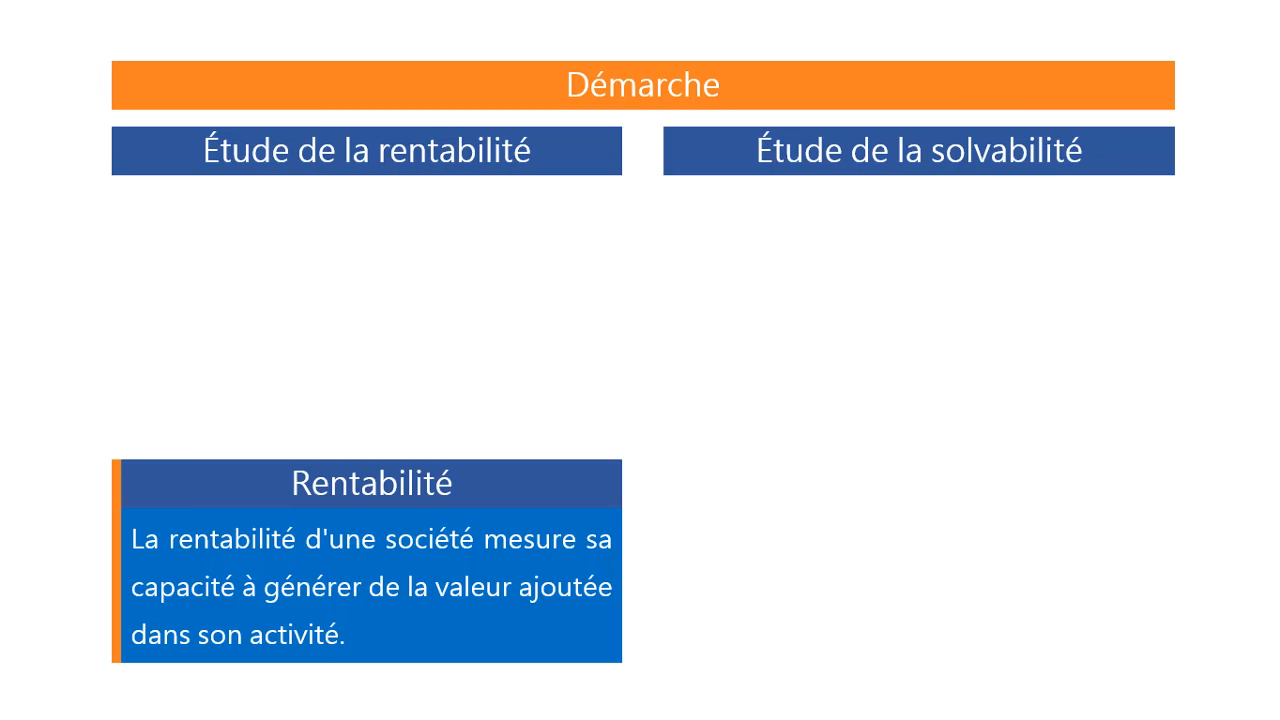 Démarche
Étude de la rentabilité
Étude de la solvabilité
Rentabilité
La rentabilité d'une société mesure sa
capacité à générer de la valeur ajoutée
dans son activité.